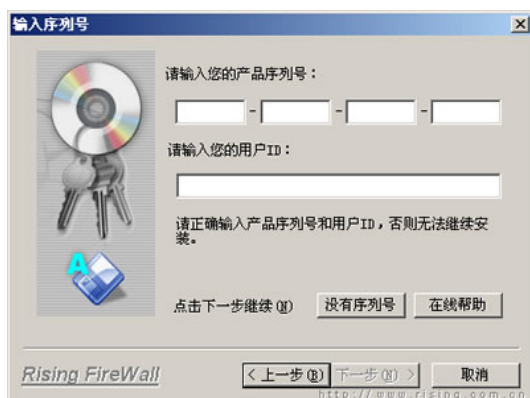 输入序列号
请输入您的产品序列号：
- - -
请输入您的用户ID：
请正确输入产品序列号和用户ID，否则无法继续安
装。
A
点击下一步继续(N) 没有序列号 在线帮助
Rising FireWall
< 上一步(B) 下一步(N) > 取消
http://www.rising.com.cn